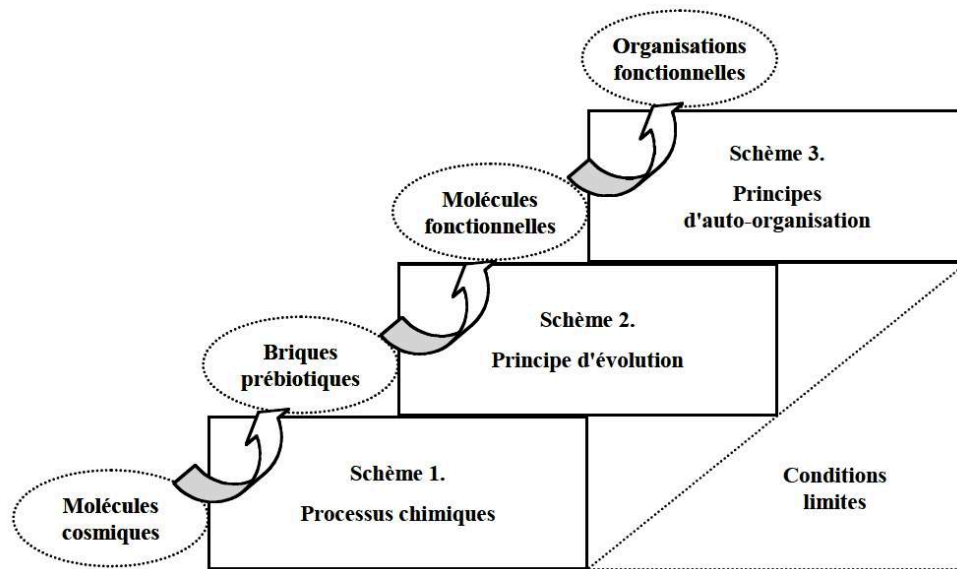 Organisations
fonctionnelles
Schème 3.
Principes
d'auto-organisation
Molécules
fonctionnelles
Schème 2.
Principe d'évolution
Briques
prébiotiques
Schème 1.
Processus chimiques
Conditions
limites
Molécules
cosmiques